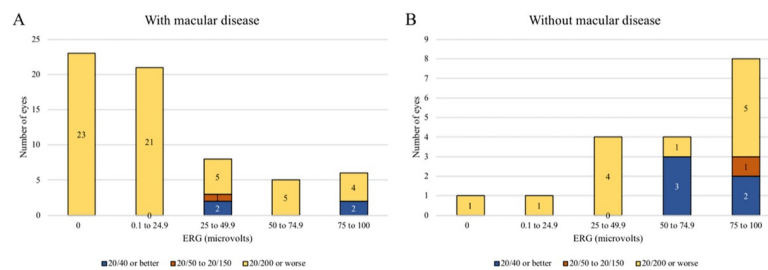 A
With macular disease
Number of eyes
25
20
15
10
5
0
23
21
0
5
1
2
5
4
2
0
0.1 to 24.9
25 to 49.9
50 to 74.9
75 to 100
ERG (microvolts)
20/40 or better
20/50 to 20/150
20/200 or worse
B
Without macular disease
Number of eyes
9
8
7
6
5
4
3
2
1
0
1
1
4
1
3
5
1
2
0
0.1 to 24.9
25 to 49.9
50 to 74.9
75 to 100
ERG (microvolts)
20/40 or better
20/50 to 20/150
20/200 or worse